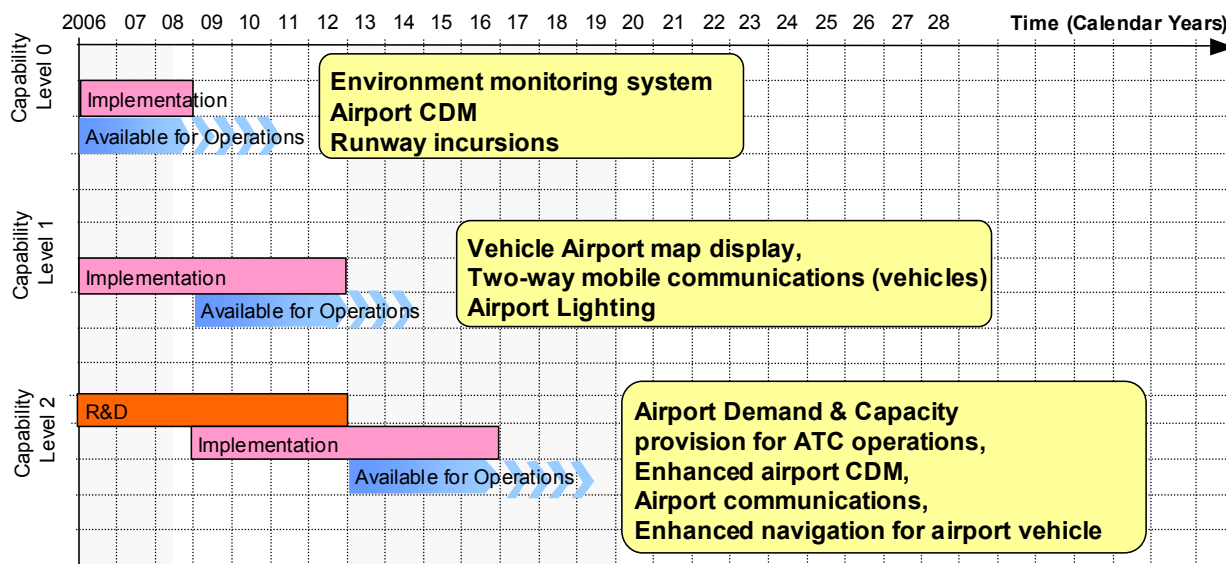 2006 07 08 09 10 11 12 13 14 15 16 17 18 19 20 21 22 23 24 25 26 27 28 Time (Calendar Years)
Capability
Level 0
Implementation
Available for Operations
Environment monitoring system
Airport CDM
Runway incursions
Capability
Level 1
Implementation
Available for Operations
Vehicle Airport map display,
Two-way mobile communications (vehicles)
Airport Lighting
Capability
Level 2
R&D
Implementation
Available for Operations
Airport Demand & Capacity
provision for ATC operations,
Enhanced airport CDM,
Airport communications,
Enhanced navigation for airport vehicle